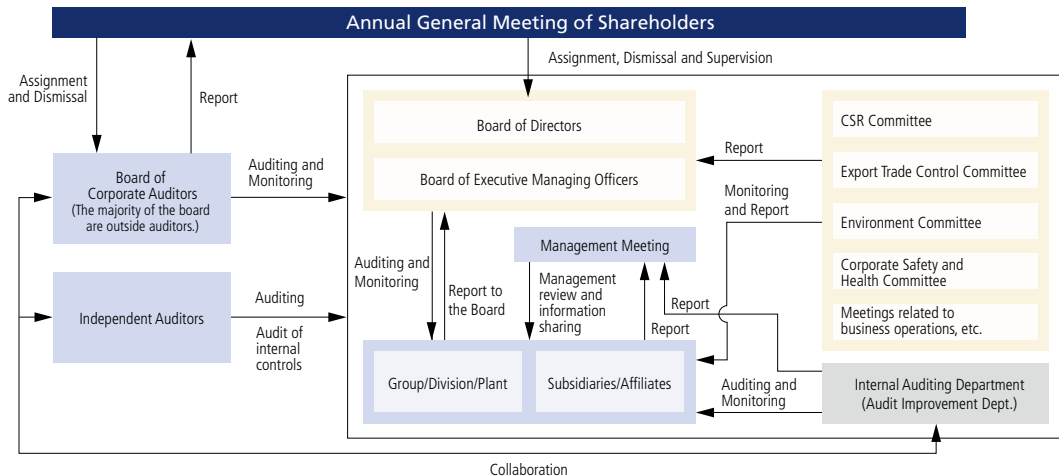 Annual General Meeting of Shareholders
Assignment
and Dismissal
Report
Assignment, Dismissal and Supervision
Board of
Corporate Auditors
(The majority of the board
are outside auditors.)
Auditing and
Monitoring
Board of Directors
Board of Executive Managing Officers
Report
CSR Committee
Export Trade Control Committee
Environment Committee
Corporate Safety and
Health Committee
Meetings related to
business operations, etc.
Monitoring
and Report
Management Meeting
Auditing and
Monitoring
Report to
the Board
Management
review and
information
sharing
Report
Report
Independent Auditors
Auditing
Audit of
internal
controls
Group/Division/Plant
Subsidiaries/Affiliates
Auditing and
Monitoring
Internal Auditing Department
(Audit Improvement Dept.)
Collaboration